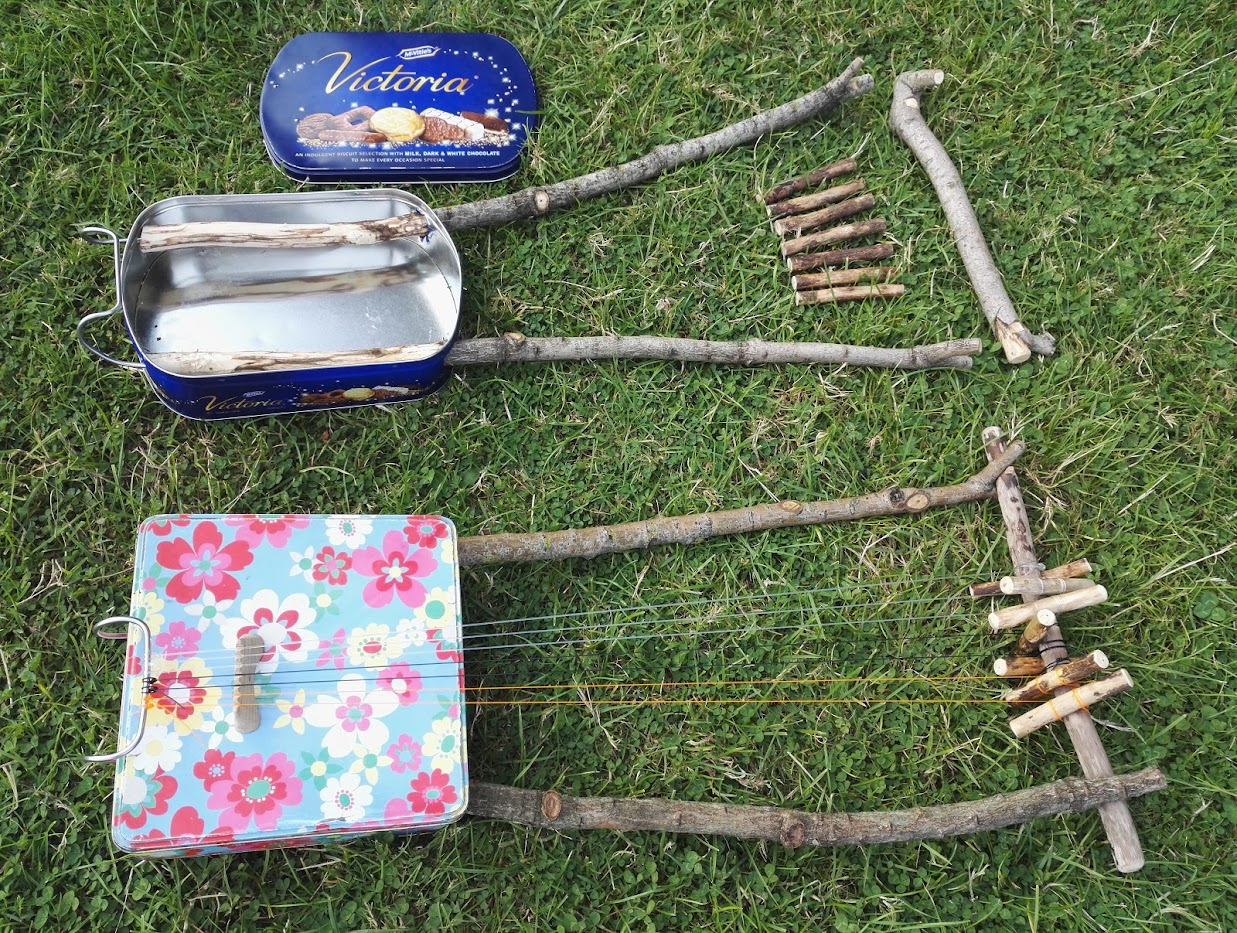 McVitie's
Victoria
AN INDULGENT BISCUIT SELECTION WITH MILK, DARK & WHITE CHOCOLATE
TO MAKE EVERY OCCASION SPECIAL
Victoria